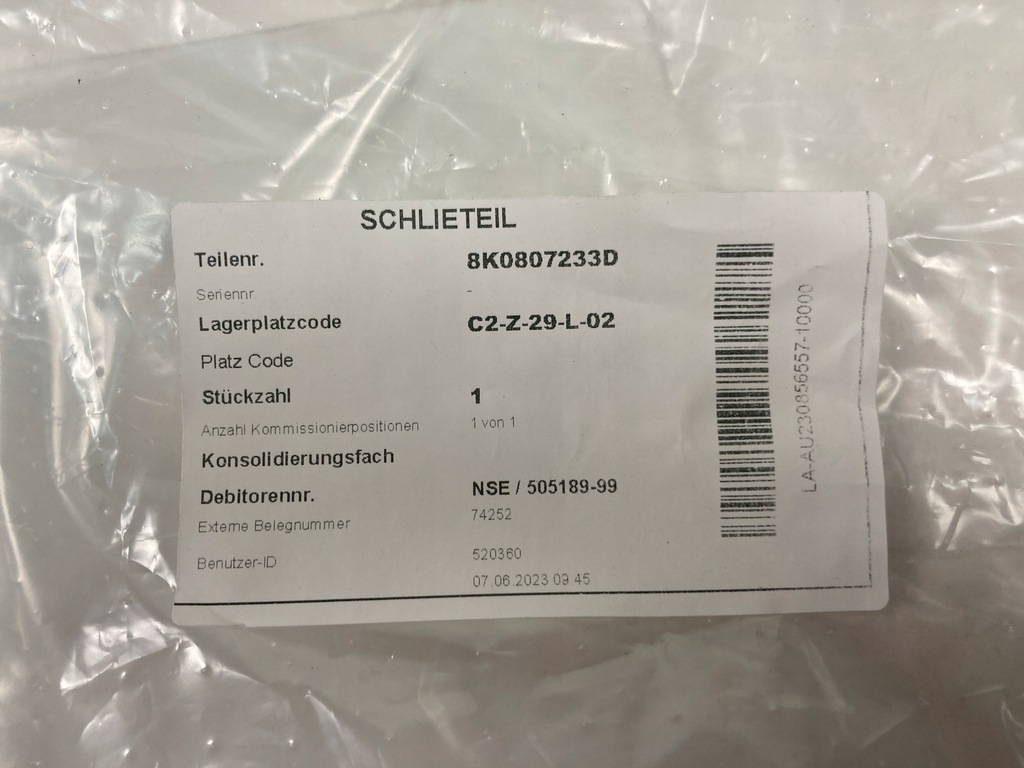 SCHLIETEIL
Teilenr. 8K0807233D
Seriennr. -
Lagerplatzcode C2-Z-29-L-02
Platz Code
Stückzahl 1
Anzahl Kommissionierpositionen 1 von 1
Konsolidierungsfach
Debitorennr. NSE / 505189-99
Externe Belegnummer 74252
Benutzer-ID 520360
07.06.2023 09:45
LA-AU230856557-10000